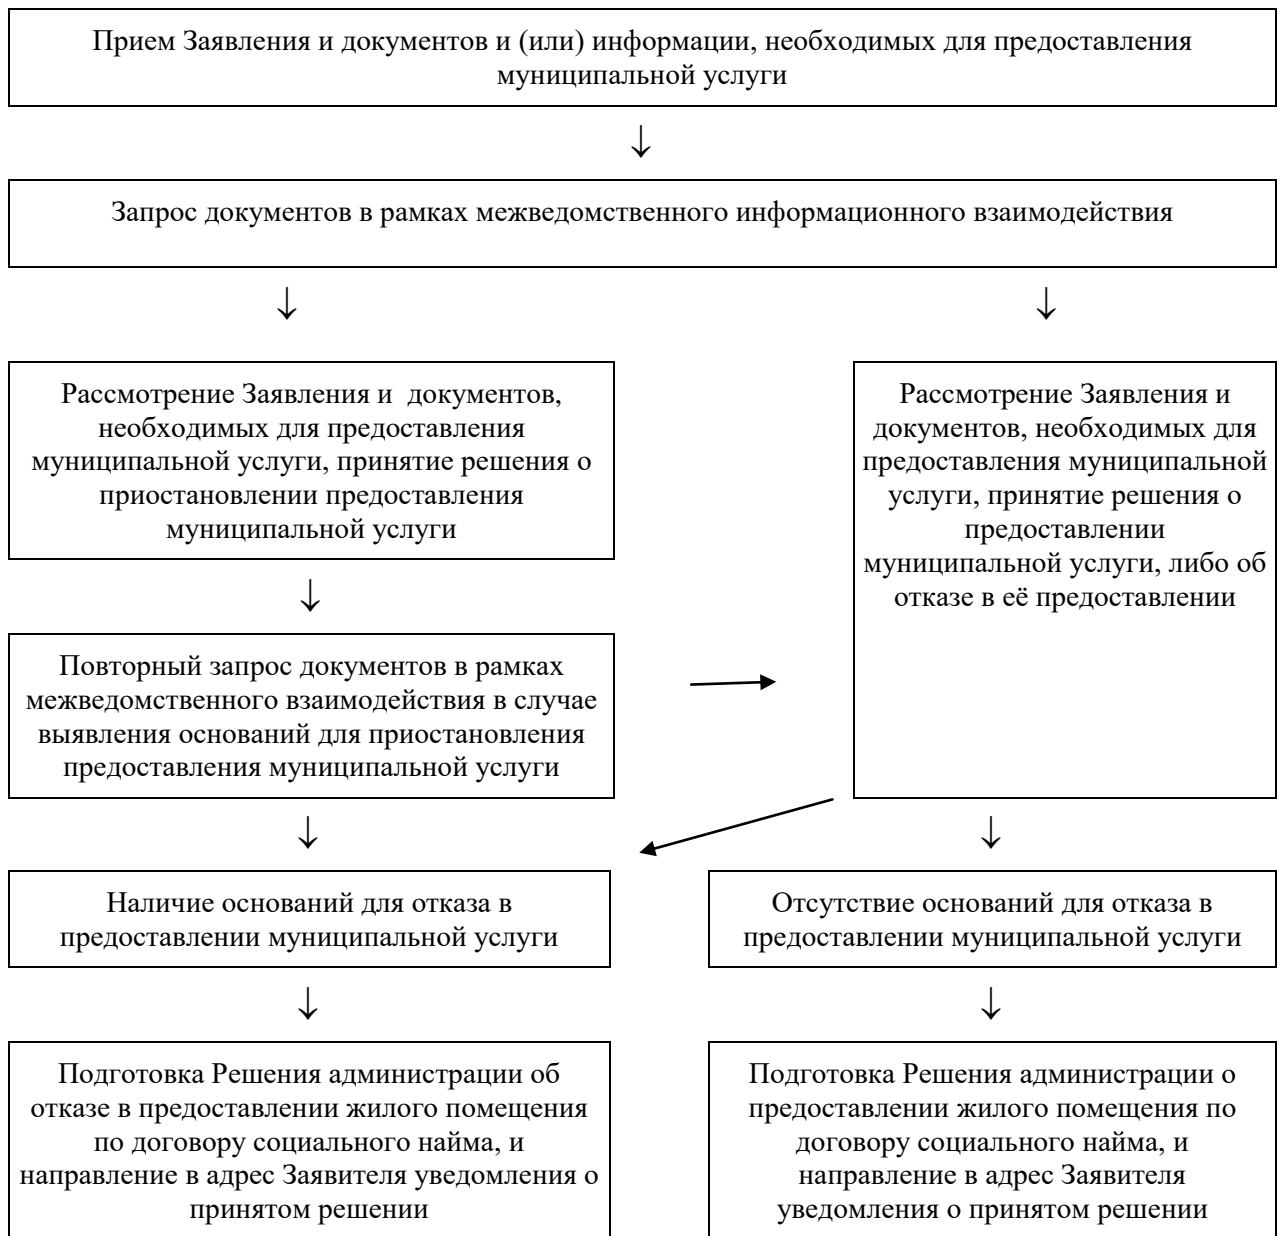 Прием Заявления и документов и (или) информации, необходимых для предоставления
муниципальной услуги
↓
Запрос документов в рамках межведомственного информационного взаимодействия
↓
↓
Рассмотрение Заявления и документов,
необходимых для предоставления
муниципальной услуги, принятие решения о
приостановлении предоставления
муниципальной услуги
↓
Повторный запрос документов в рамках
межведомственного взаимодействия в случае
выявления оснований для приостановления
предоставления муниципальной услуги
Рассмотрение Заявления и
документов, необходимых для
предоставления муниципальной
услуги, принятие решения о
предоставлении
муниципальной услуги, либо об
отказе в её предоставлении
↓
↓
Наличие оснований для отказа в
предоставлении муниципальной услуги
Отсутствие оснований для отказа в
предоставлении муниципальной услуги
↓
↓
Подготовка Решения администрации об
отказе в предоставлении жилого помещения
по договору социального найма, и
направление в адрес Заявителя уведомления о
принятом решении
Подготовка Решения администрации о
предоставлении жилого помещения по
договору социального найма, и
направление в адрес Заявителя
уведомления о принятом решении